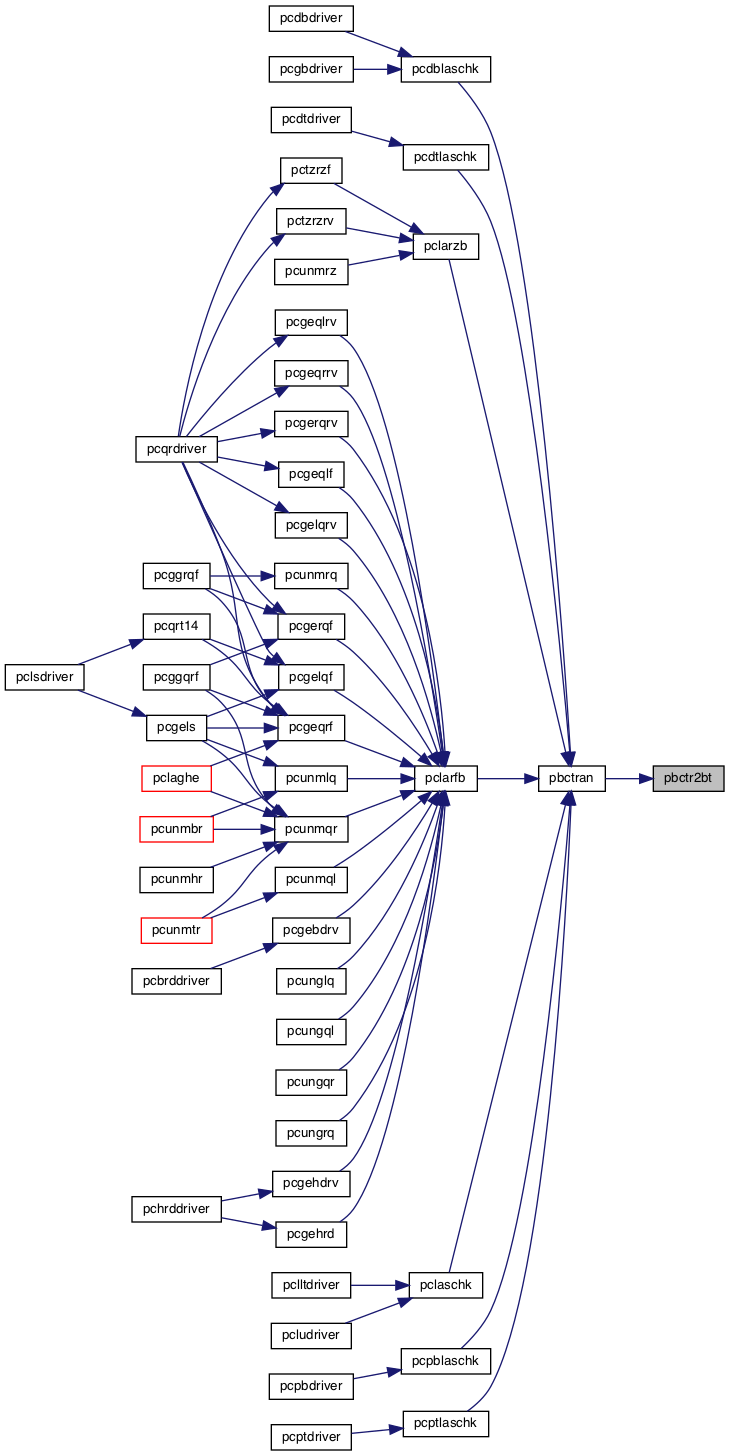 pcdbdriver
pcgbdriver
pcdblaschk
pcdtdriver
pcdtlaschk
pctzrzf
pctzrzrv
pclarzb
pcunmrz
pcgeqlrv
pcgeqrrv
pcgerqrv
pcqrdriver
pcgeqlf
pcgelqrv
pcggrqf
pcunmrq
pcqrt14
pcgerqf
pclsdriver
pcggqrf
pcgelqf
pcgels
pcgeqrf
pclaghe
pcunmlq
pclarfb
pbctran
pbctr2bt
pcunmbr
pcunmqr
pcunmhr
pcunmql
pcunmtr
pcgebdrv
pcbrddriver
pcunglq
pcungql
pcungqr
pcungrq
pcgehdrv
pchrddriver
pcgehrd
pclltdriver
pclaschk
pcludriver
pcpblaschk
pcpbdriver
pcptlaschk
pcptdriver